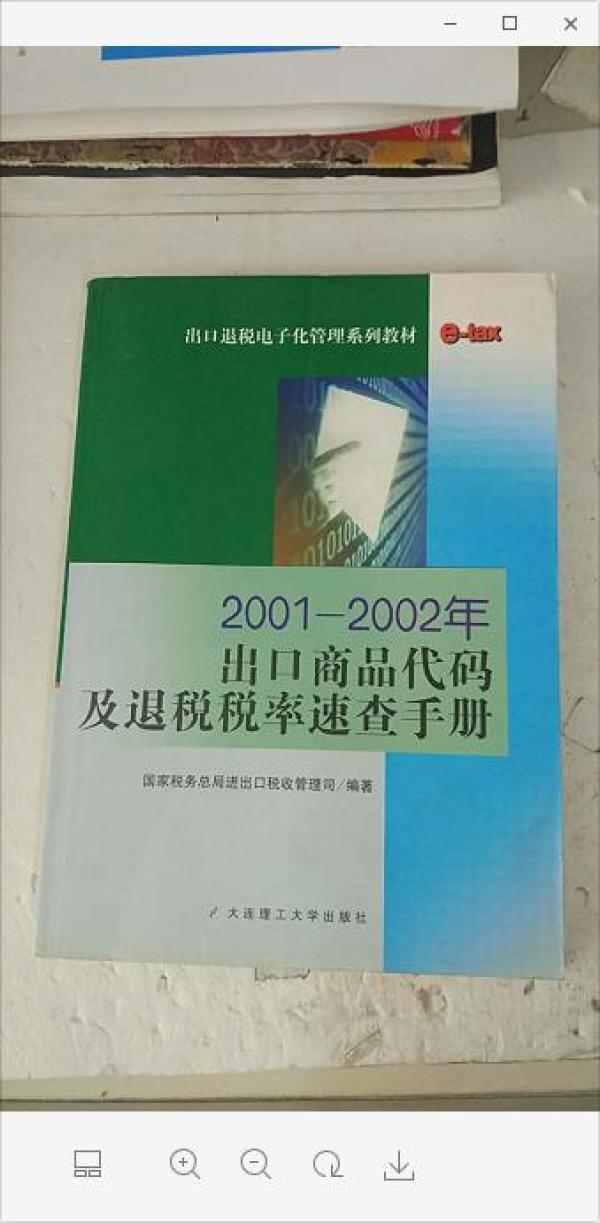 出口退税电子化管理系列教材
e-tax
2001-2002年
出口商品代码
及退税税率速查手册
国家税务总局进出口税收管理司/编著
大连理工大学出版社